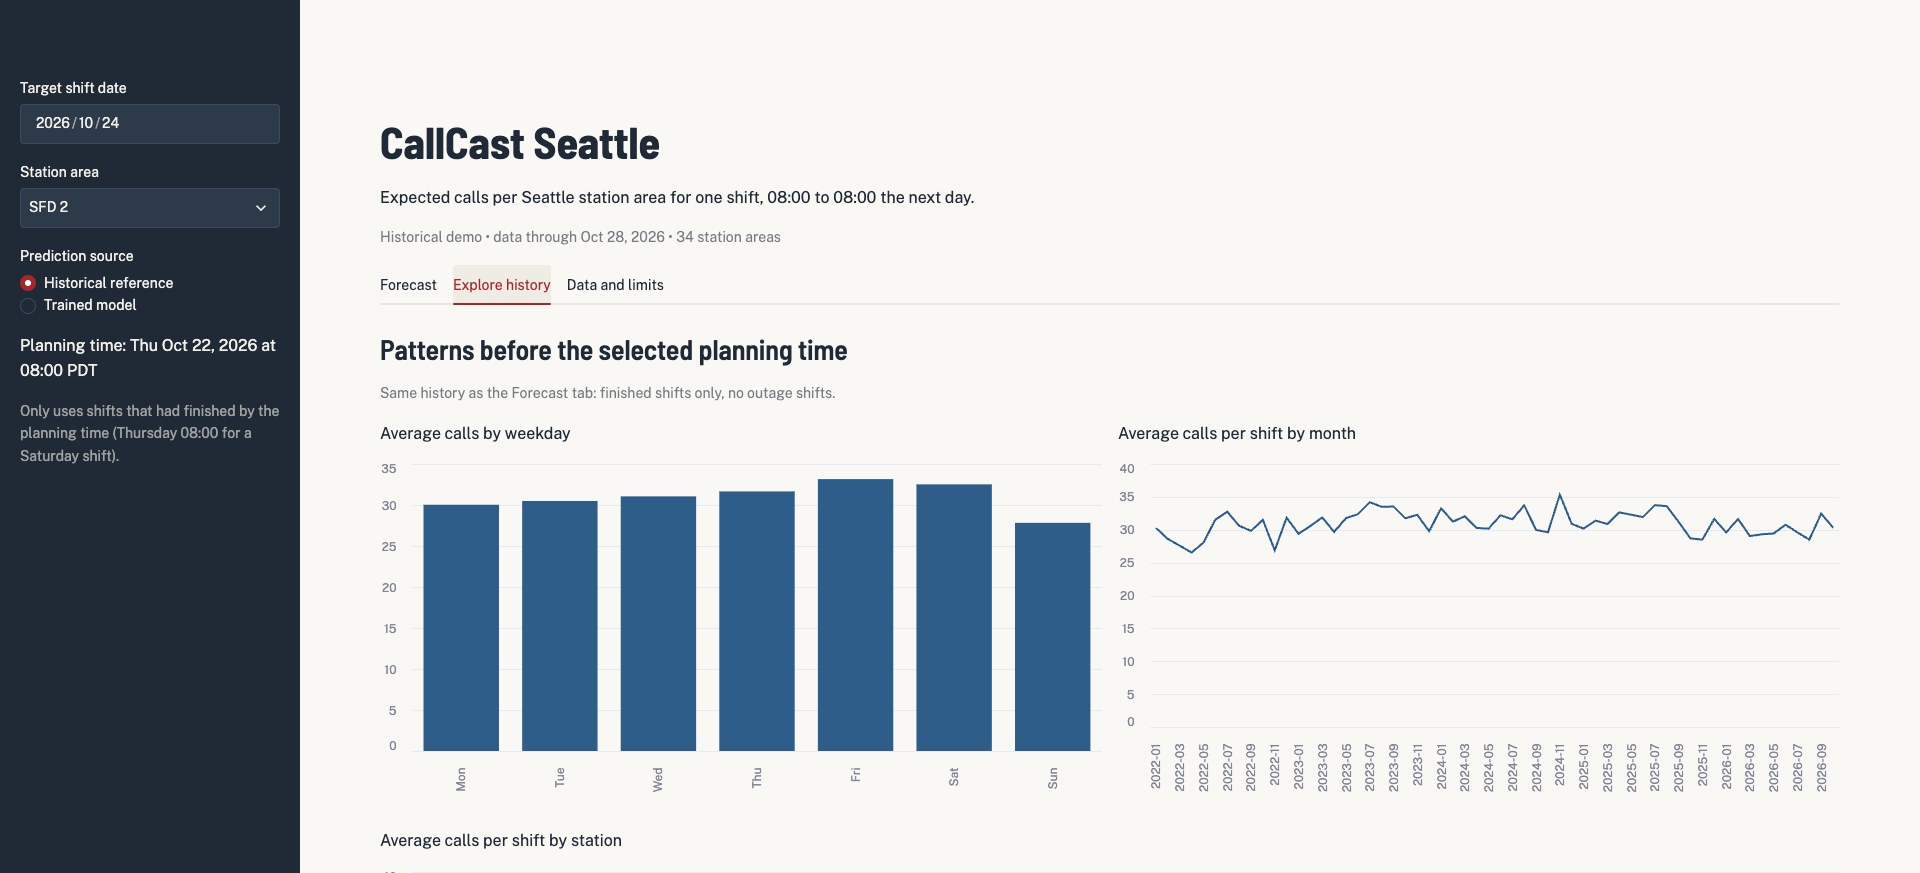 Target shift date
2026/10/24
Station area
SFD 2
Prediction source
Historical reference
Trained model
Planning time: Thu Oct 22, 2026 at
08:00 PDT
Only uses shifts that had finished by the
planning time (Thursday 08:00 for a
Saturday shift).
CallCast Seattle
Expected calls per Seattle station area for one shift, 08:00 to 08:00 the next day.
Historical demo • data through Oct 28, 2026 • 34 station areas
Forecast Explore history Data and limits
Patterns before the selected planning time
Same history as the Forecast tab: finished shifts only, no outage shifts.
Average calls by weekday
35
30
25
20
15
10
5
0
Mon Tue Wed Thu Fri Sat Sun
Average calls per shift by month
40
35
30
25
20
15
10
5
0
2022-01 2022-03 2022-05 2022-07 2022-09 2022-11 2023-01 2023-03 2023-05 2023-07 2023-09 2023-11 2024-01 2024-03 2024-05 2024-07 2024-09 2024-11 2025-01 2025-03 2025-05 2025-07 2025-09 2025-11 2026-01 2026-03 2026-05 2026-07 2026-09
Average calls per shift by station